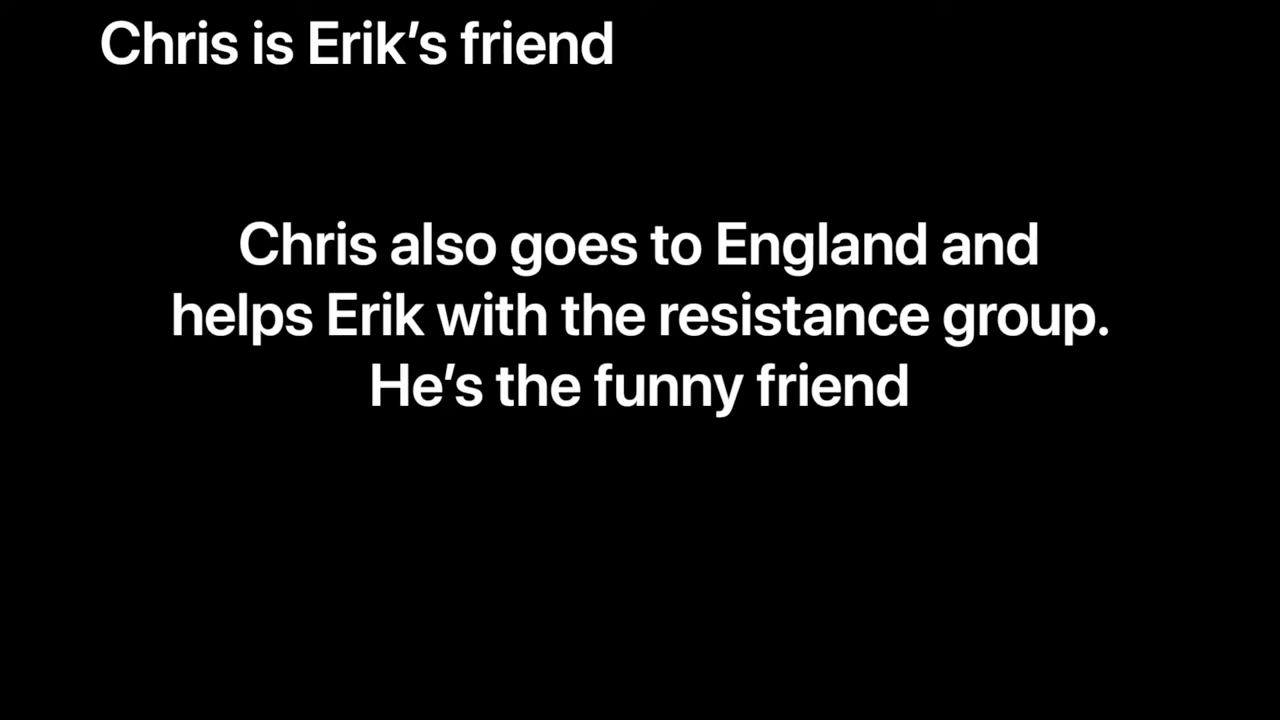 Chris is Erik’s friend
Chris also goes to England and
helps Erik with the resistance group.
He’s the funny friend